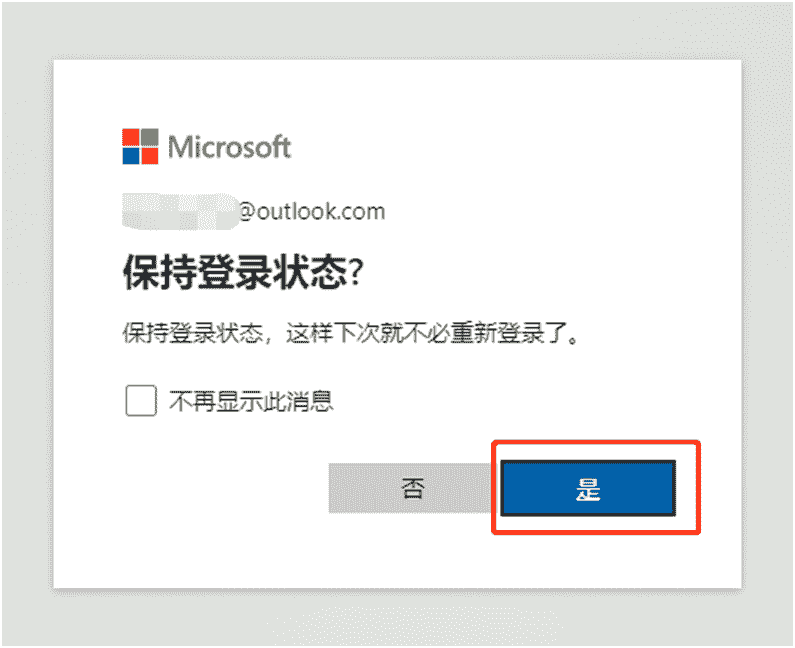 Microsoft
@outlook.com
保持登录状态?
保持登录状态，这样下次就不必重新登录了。
不再显示此消息
否
是